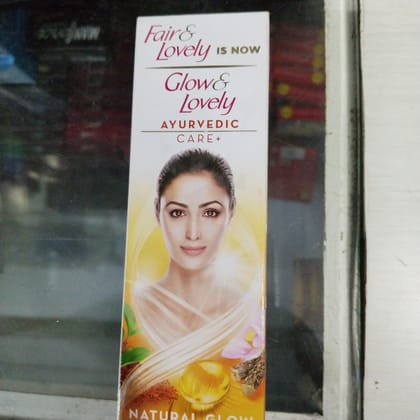 Fair &
Lovely IS NOW
Glow &
Lovely
AYURVEDIC
CARE+
NATURAL GLOW